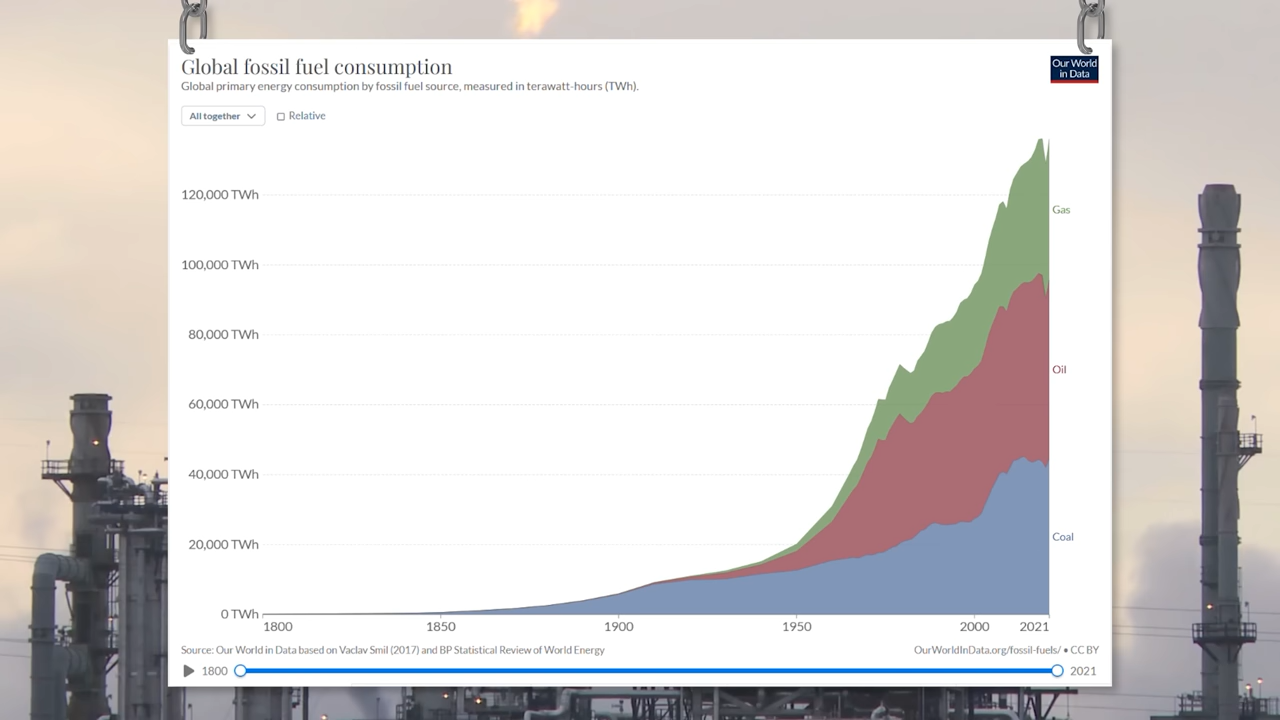 Global fossil fuel consumption
Global primary energy consumption by fossil fuel source, measured in terawatt-hours (TWh).
Our World
in Data
All together
Relative
120,000 TWh
100,000 TWh
80,000 TWh
60,000 TWh
40,000 TWh
20,000 TWh
0 TWh
Gas
Oil
Coal
1800 1850 1900 1950 2000 2021
Source: Our World in Data based on Vaclav Smil (2017) and BP Statistical Review of World Energy
OurWorldInData.org/fossil-fuels/ • CC BY
1800 2021